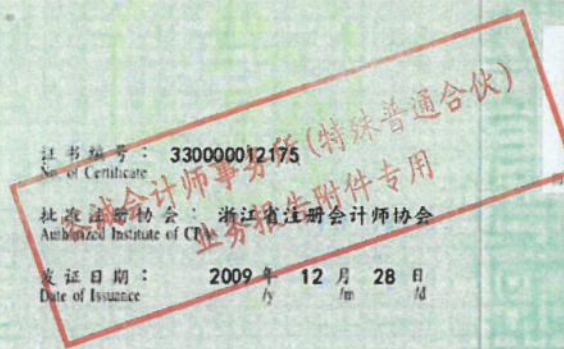 证书编号： 330000012175
No. of Certificate
批准注册协会： 浙江省注册会计师协会
Authorized Institute of CPAs
发证日期： 2009 年 12 月 28 日
Date of Issuance /y /m /d
诚会计师事务所(特殊普通合伙)
业务报告附件专用